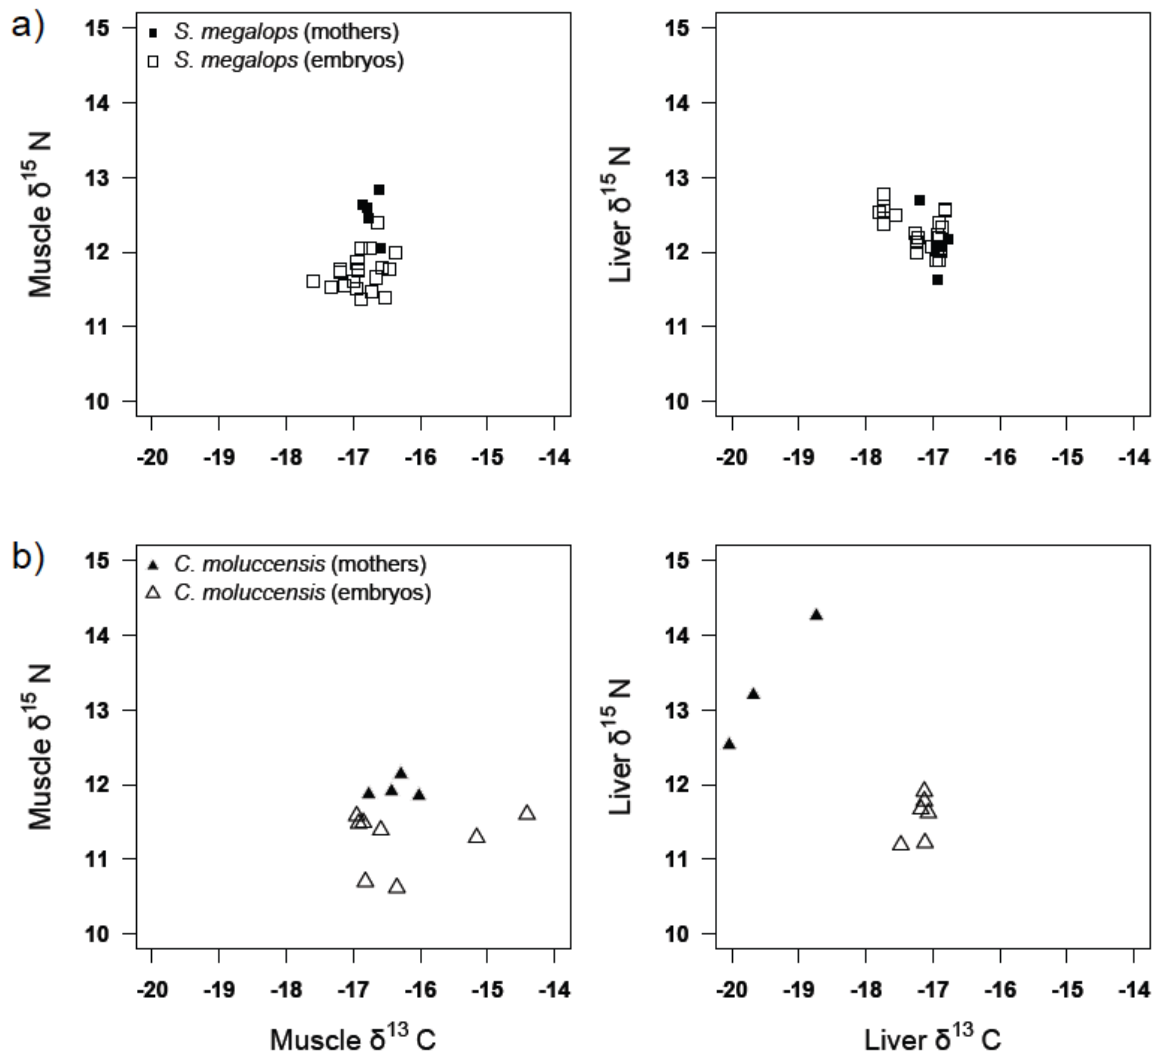 a)
S. megalops (mothers)
S. megalops (embryos)
Muscle δ15 N
15
14
13
12
11
10
-20 -19 -18 -17 -16 -15 -14
Liver δ15 N
15
14
13
12
11
10
-20 -19 -18 -17 -16 -15 -14
b)
C. moluccensis (mothers)
C. moluccensis (embryos)
Muscle δ15 N
15
14
13
12
11
10
-20 -19 -18 -17 -16 -15 -14
Muscle δ13 C
Liver δ15 N
15
14
13
12
11
10
-20 -19 -18 -17 -16 -15 -14
Liver δ13 C